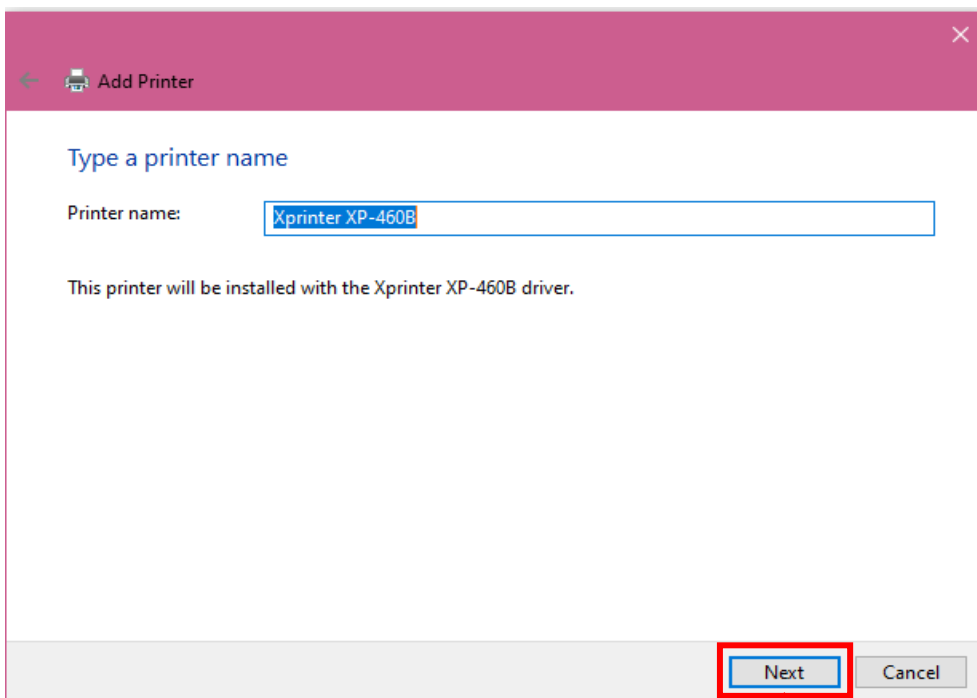 Add Printer
Type a printer name
Printer name: Xprinter XP-460B
This printer will be installed with the Xprinter XP-460B driver.
Next Cancel